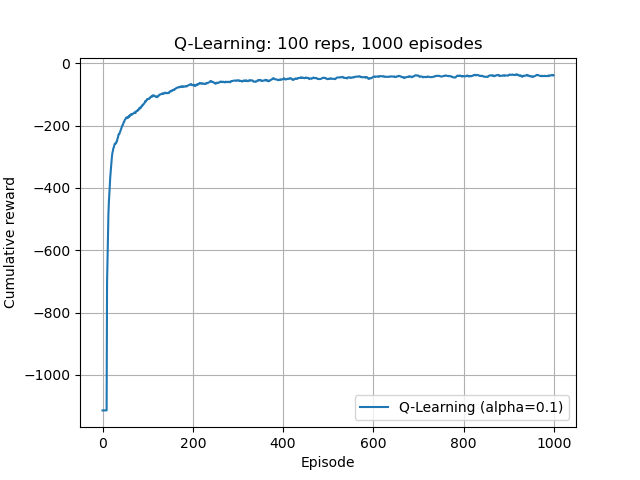 Q-Learning: 100 reps, 1000 episodes
0
−200
−400
−600
−800
−1000
Cumulative reward
Q-Learning (alpha=0.1)
0 200 400 600 800 1000
Episode